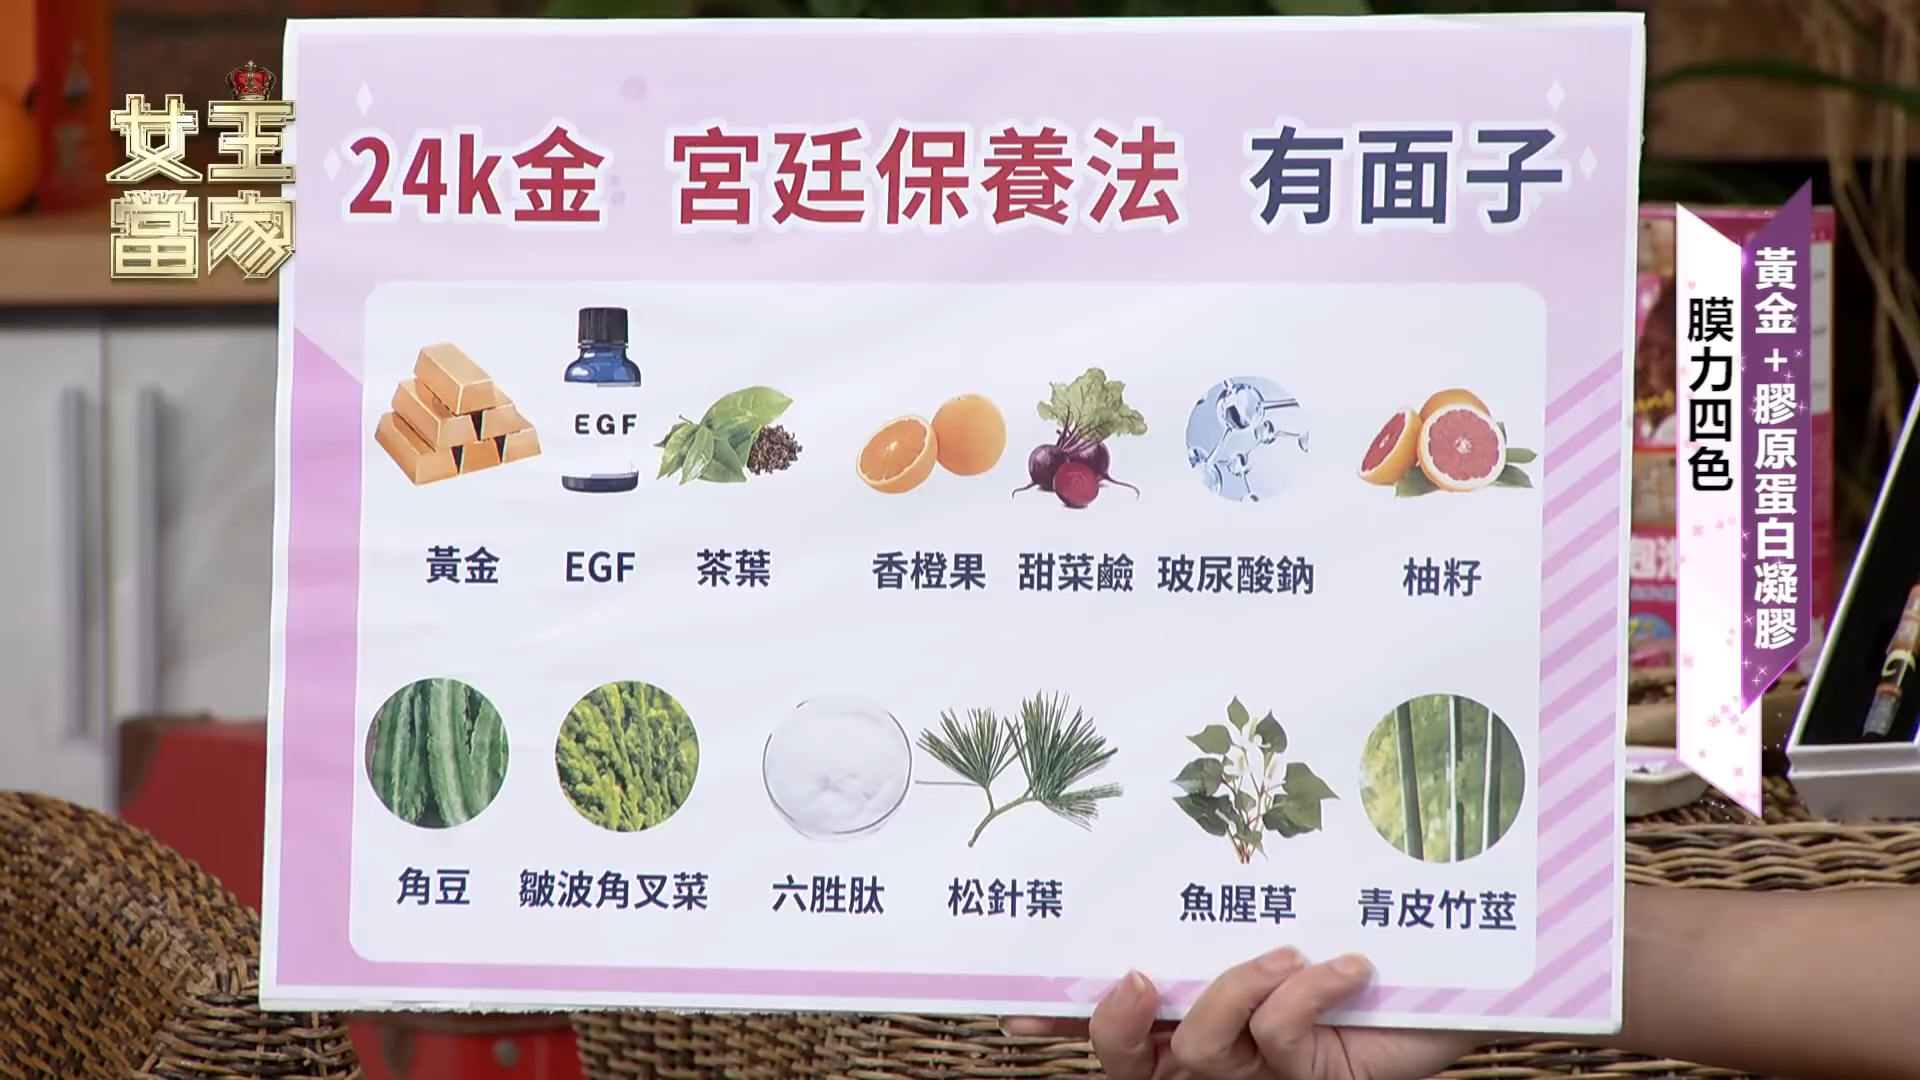 女王
當家
24k金 宮廷保養法 有面子
EGF
黃金 EGF 茶葉 香橙果 甜菜鹼 玻尿酸鈉 柚籽
角豆 皺波角叉菜 六胜肽 松針葉 魚腥草 青皮竹莖
黃金+膠原蛋白凝膠
膜力四色